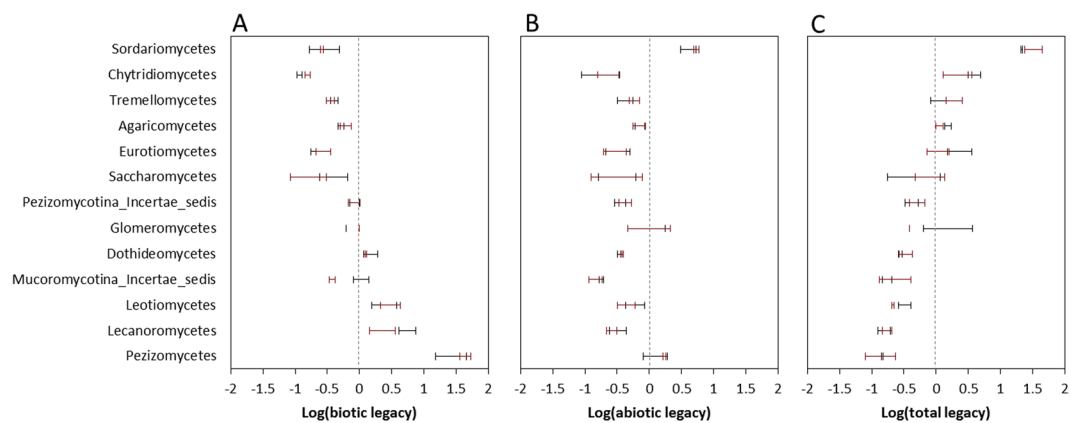 A
B
C
Sordariomycetes
Chytridiomycetes
Tremellomycetes
Agaricomycetes
Eurotiomycetes
Saccharomycetes
Pezizomycotina_Incertae_sedis
Glomeromycetes
Dothideomycetes
Mucoromycotina_Incertae_sedis
Leotiomycetes
Lecanoromycetes
Pezizomycetes
-2 -1.5 -1 -0.5 0 0.5 1 1.5 2
-2 -1.5 -1 -0.5 0 0.5 1 1.5 2
-2 -1.5 -1 -0.5 0 0.5 1 1.5 2
Log(biotic legacy)
Log(abiotic legacy)
Log(total legacy)